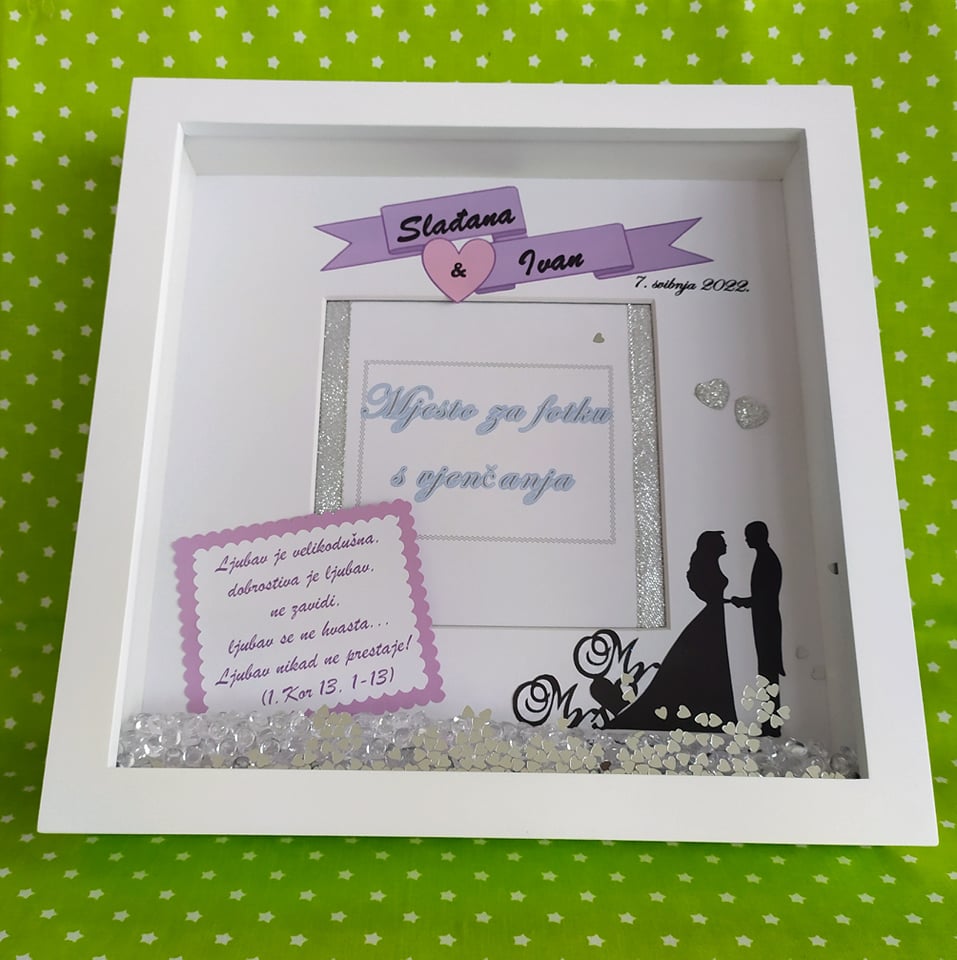 Slađana
&
Ivan
7. svibnja 2022.
Mjesto za fotku
s vjenčanja
Ljubav je velikodušna,
dobrostiva je ljubav,
ne zavidi,
ljubav se ne hvasta...
Ljubav nikad ne prestaje!
(1. Kor 13, 1-13)
Mr
Mrs